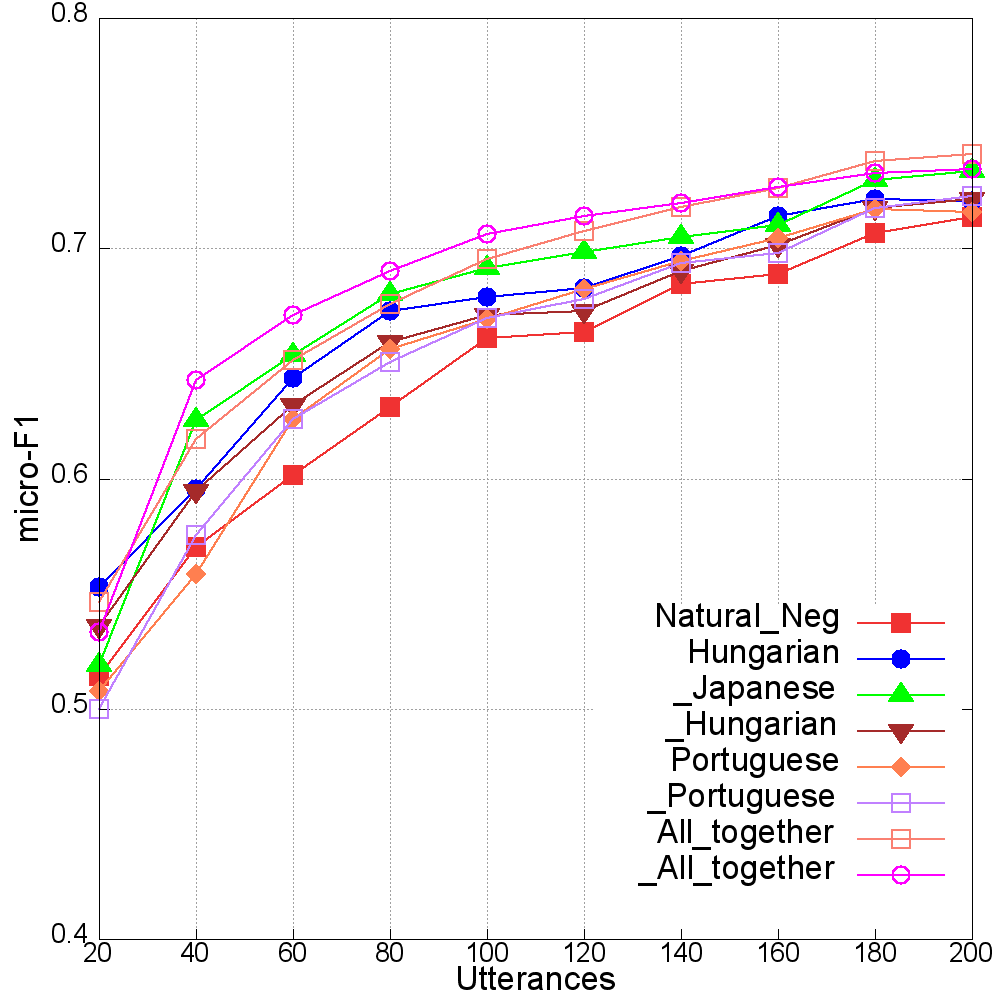 0.8
0.7
0.6
0.5
0.4
micro-F1
Natural_Neg
Hungarian
_Japanese
_Hungarian
Portuguese
_Portuguese
All_together
_All_together
20 40 60 80 100 120 140 160 180 200
Utterances